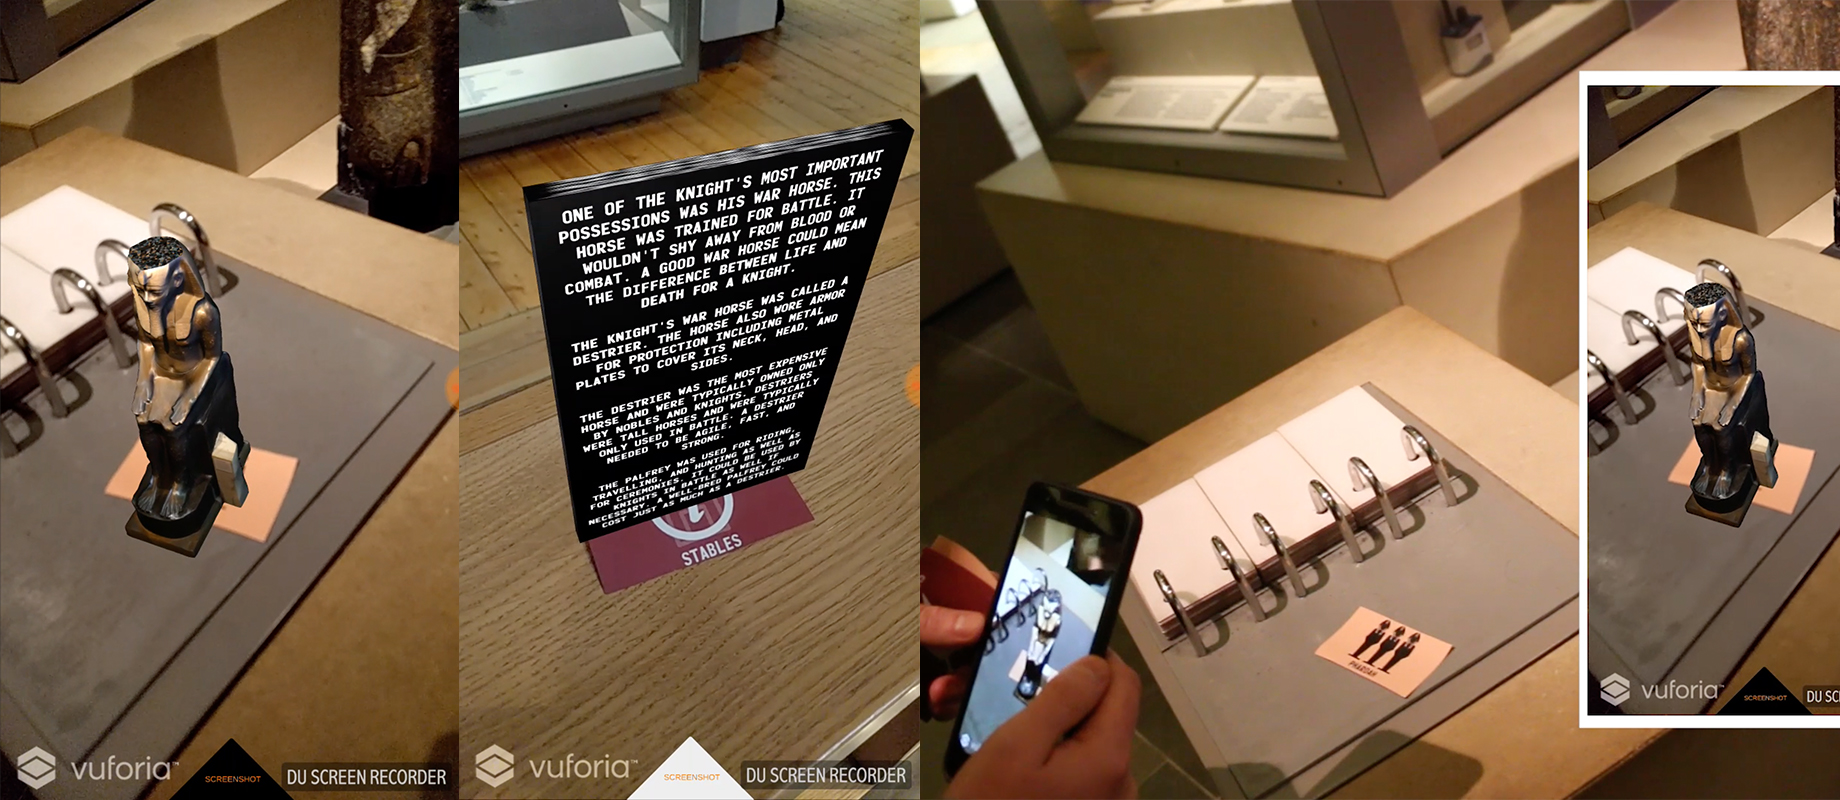 vuforia™
SCREENSHOT
DU SCREEN RECORDER
ONE OF THE KNIGHT'S MOST IMPORTANT
POSSESSIONS WAS HIS WAR HORSE. THIS
HORSE WAS TRAINED FOR BATTLE. IT
WOULDN'T SHY AWAY FROM BLOOD OR
COMBAT. A GOOD WAR HORSE COULD MEAN
THE DIFFERENCE BETWEEN LIFE AND
DEATH FOR A KNIGHT.
THE KNIGHT'S WAR HORSE WAS CALLED A
DESTRIER. THE HORSE ALSO WORE ARMOR
FOR PROTECTION INCLUDING METAL
PLATES TO COVER ITS NECK, HEAD, AND
SIDES.
THE DESTRIER WAS THE MOST EXPENSIVE
HORSE AND WERE TYPICALLY OWNED ONLY
BY NOBLES AND KNIGHTS. DESTRIERS
WERE TALL HORSES AND WERE TYPICALLY
ONLY USED IN BATTLE. A DESTRIER
NEEDED TO BE AGILE, FAST, AND
STRONG.
THE PALFREY WAS USED FOR RIDING,
TRAVELLING, AND HUNTING AS WELL AS
FOR CEREMONIES. IT COULD BE USED BY
KNIGHTS IN BATTLE AS WELL IF
NECESSARY. A WELL-BRED PALFREY COULD
COST JUST AS MUCH AS A DESTRIER.
i
STABLES
vuforia™
SCREENSHOT
DU SCREEN RECORDER
PHAROAH
vuforia™
SCREENSHOT
DU SC